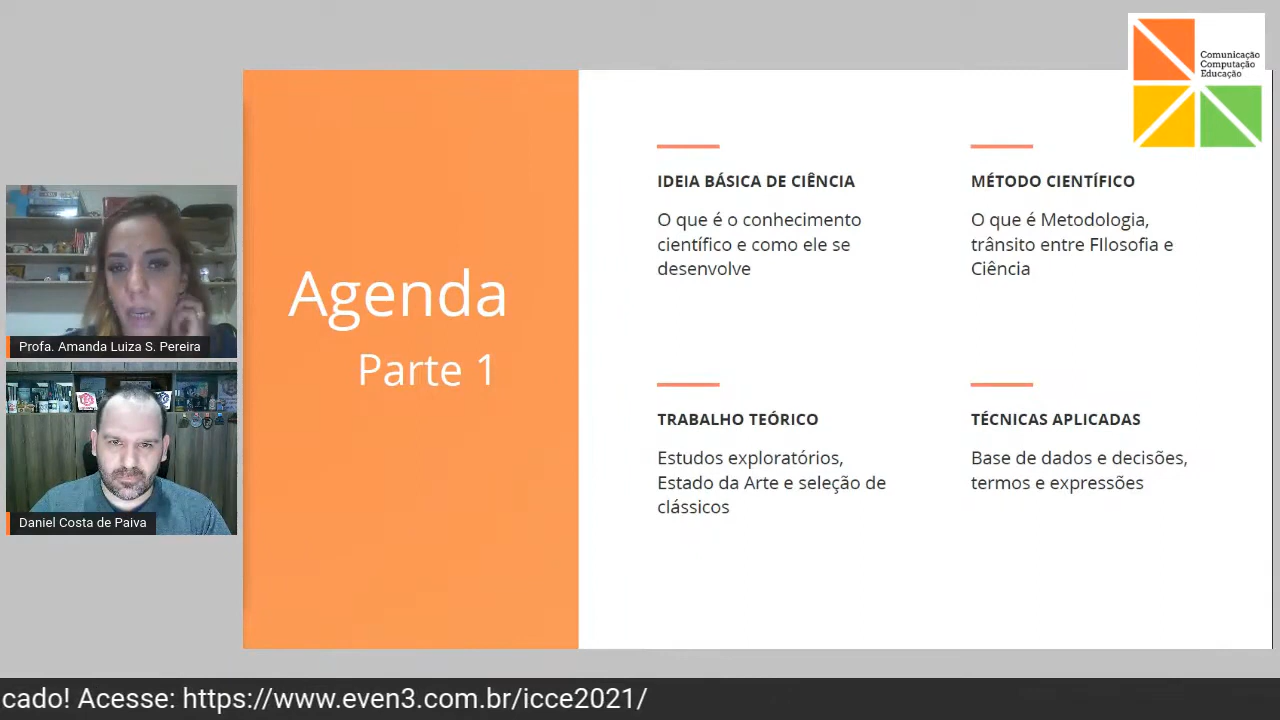 Comunicação
Computação
Educação
Agenda
Parte 1
IDEIA BÁSICA DE CIÊNCIA
O que é o conhecimento
científico e como ele se
desenvolve
MÉTODO CIENTÍFICO
O que é Metodologia,
trânsito entre FIlosofia e
Ciência
TRABALHO TEÓRICO
Estudos exploratórios,
Estado da Arte e seleção de
clássicos
TÉCNICAS APLICADAS
Base de dados e decisões,
termos e expressões
Profa. Amanda Luiza S. Pereira
Daniel Costa de Paiva
cado! Acesse: https://www.even3.com.br/icce2021/